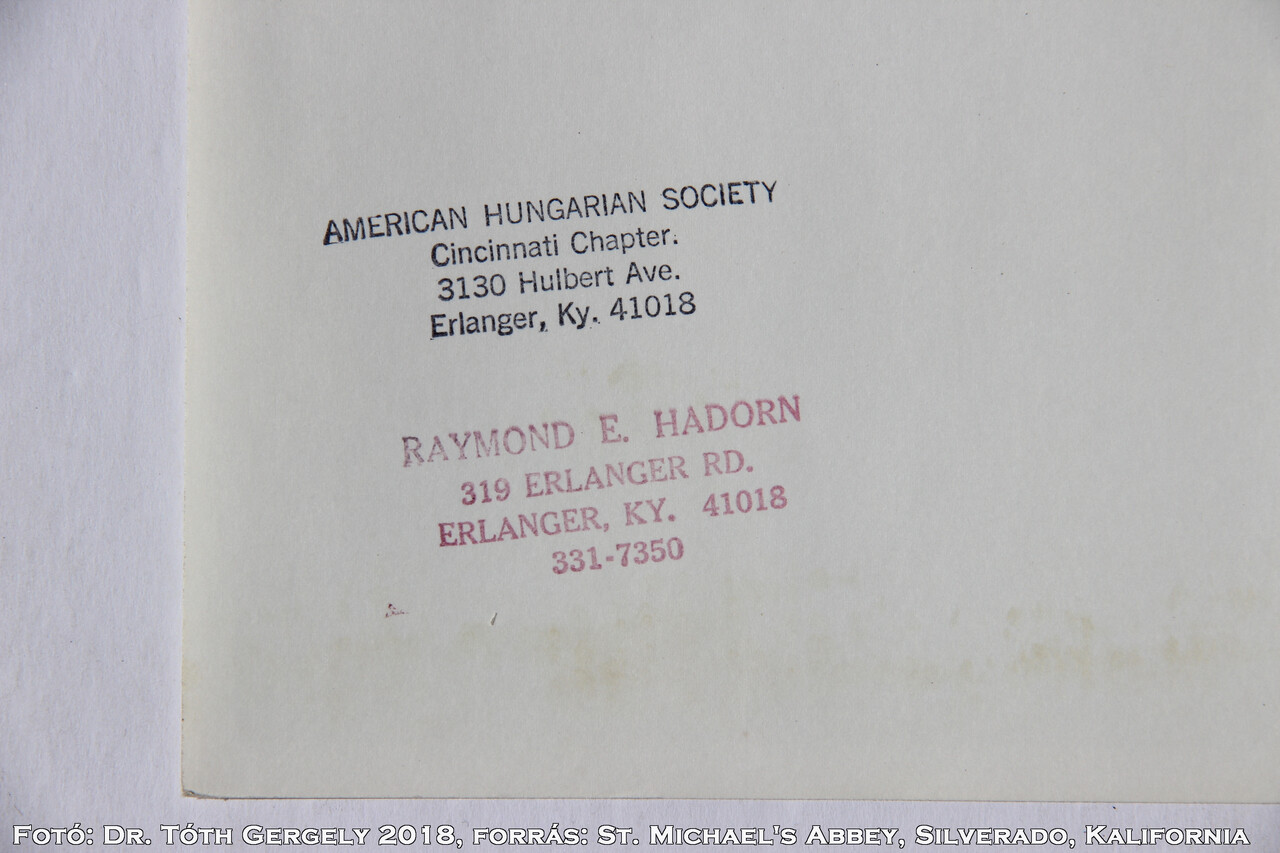 AMERICAN HUNGARIAN SOCIETY
Cincinnati Chapter.
3130 Hulbert Ave.
Erlanger, Ky. 41018
RAYMOND E. HADORN
319 ERLANGER RD.
ERLANGER, KY. 41018
331-7350
Fotó: Dr. Tóth Gergely 2018, forrás: St. Michael's Abbey, Silverado, Kalifornia